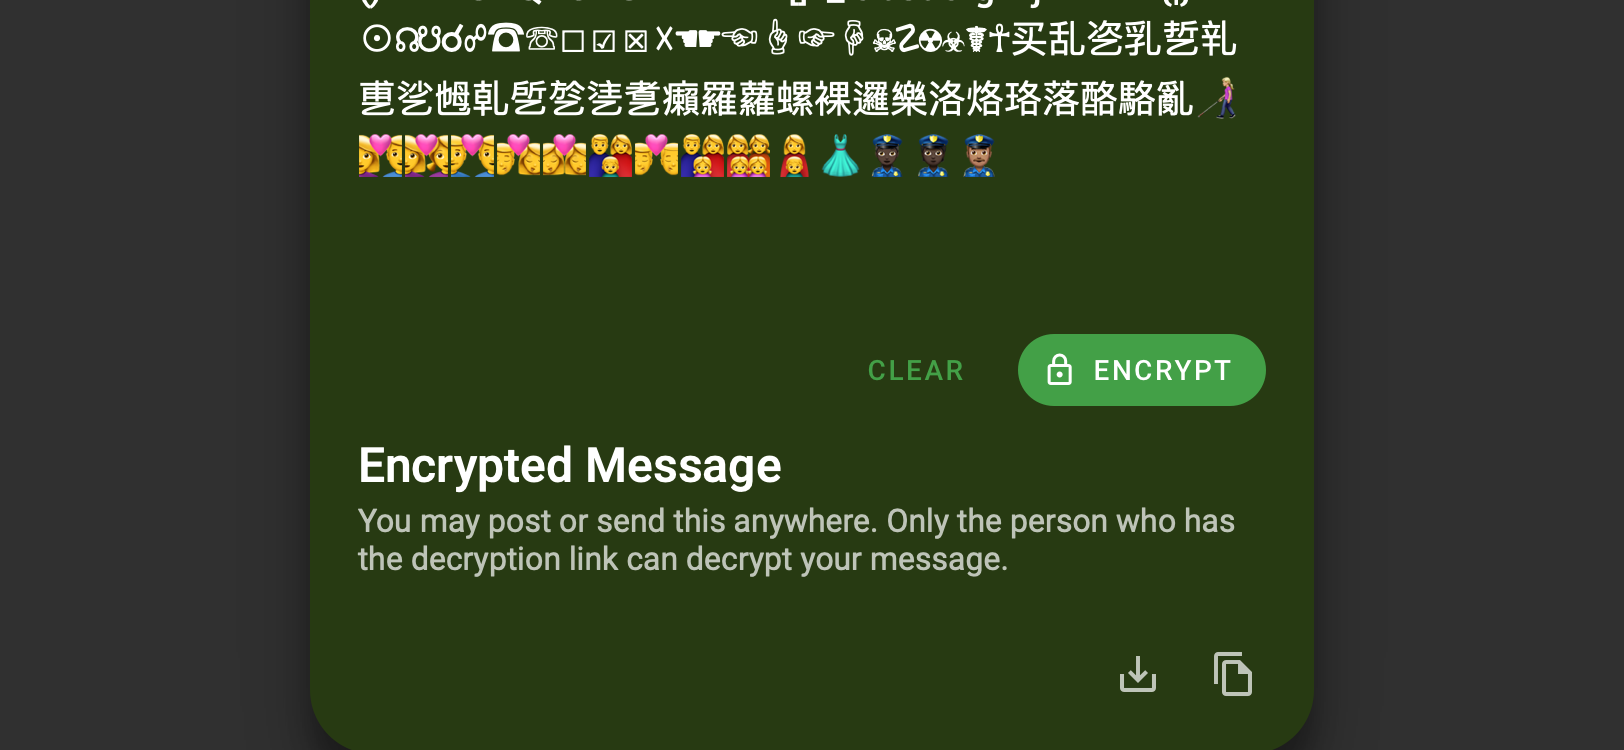 ☉☊☋☌☍☎☏☐☑☒☓☚☛☜☝☞☟☠☡☢☣☤☥买乱乲乳乴乵
乶乷乸乹乺乻乼乽癩羅蘿螺裸邏樂洛烙珞落酪駱亂👩🏼‍🦯
👩‍❤️‍👨👩‍❤️‍👩👨‍❤️‍👨👨‍❤️‍💋‍👩👩‍❤️‍💋‍👩👨‍👩‍👦👨‍❤️‍💋‍👨👨‍👩‍👧👩‍👩‍👧‍👧👩‍👧👗👮🏿👮🏿👮🏽
CLEAR
ENCRYPT
Encrypted Message
You may post or send this anywhere. Only the person who has
the decryption link can decrypt your message.